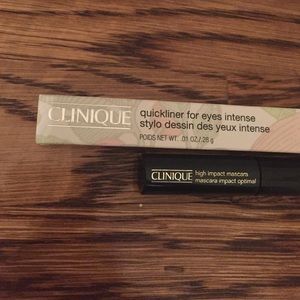 CLINIQUE
quickliner for eyes intense
stylo dessin des yeux intense
POIDS NET WT. .01 OZ/.28 g
CLINIQUE
high impact mascara
mascara impact optimal